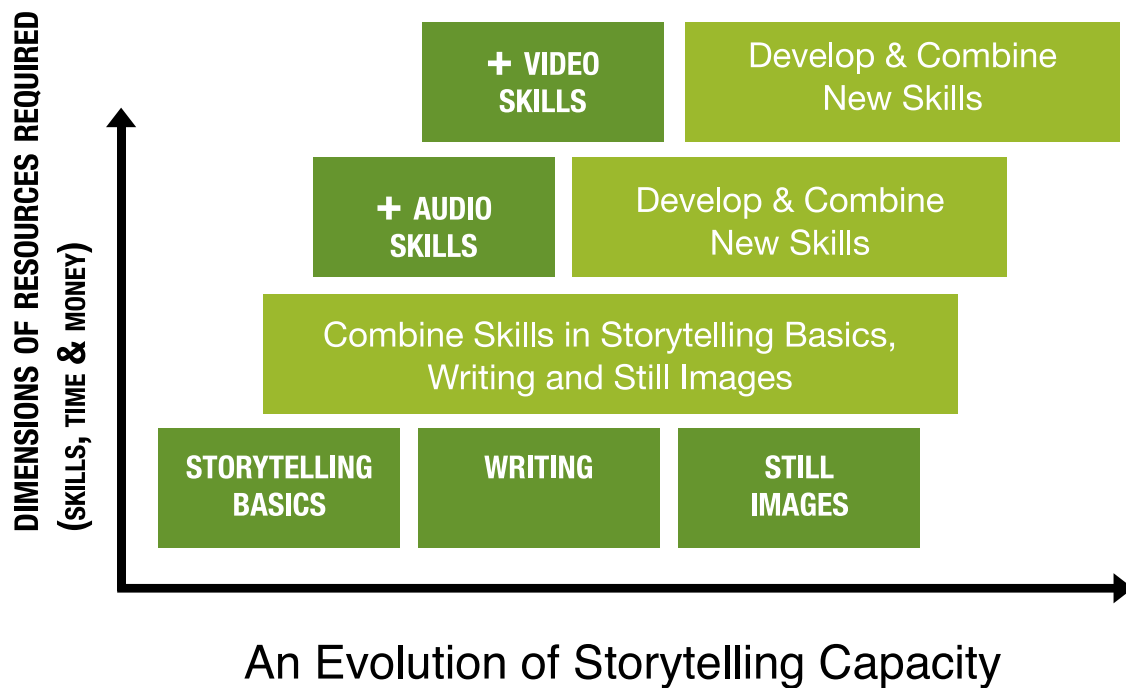 DIMENSIONS OF RESOURCES REQUIRED
(SKILLS, TIME & MONEY)
+ VIDEO
SKILLS
Develop & Combine
New Skills
+ AUDIO
SKILLS
Develop & Combine
New Skills
Combine Skills in Storytelling Basics,
Writing and Still Images
STORYTELLING
BASICS
WRITING
STILL
IMAGES
An Evolution of Storytelling Capacity